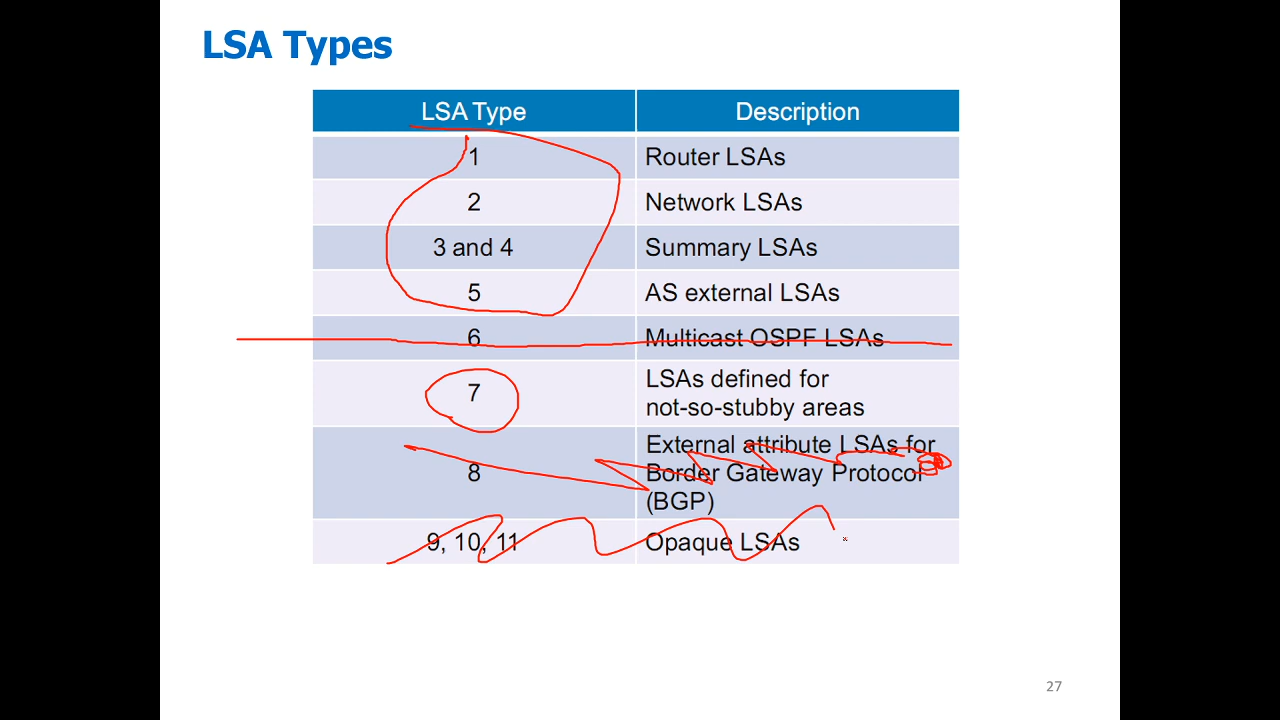 LSA Types
LSA Type Description
1 Router LSAs
2 Network LSAs
3 and 4 Summary LSAs
5 AS external LSAs
6 Multicast OSPF LSAs
7 LSAs defined for
not-so-stubby areas
8 External attribute LSAs for
Border Gateway Protocol
(BGP)
9, 10, 11 Opaque LSAs
27